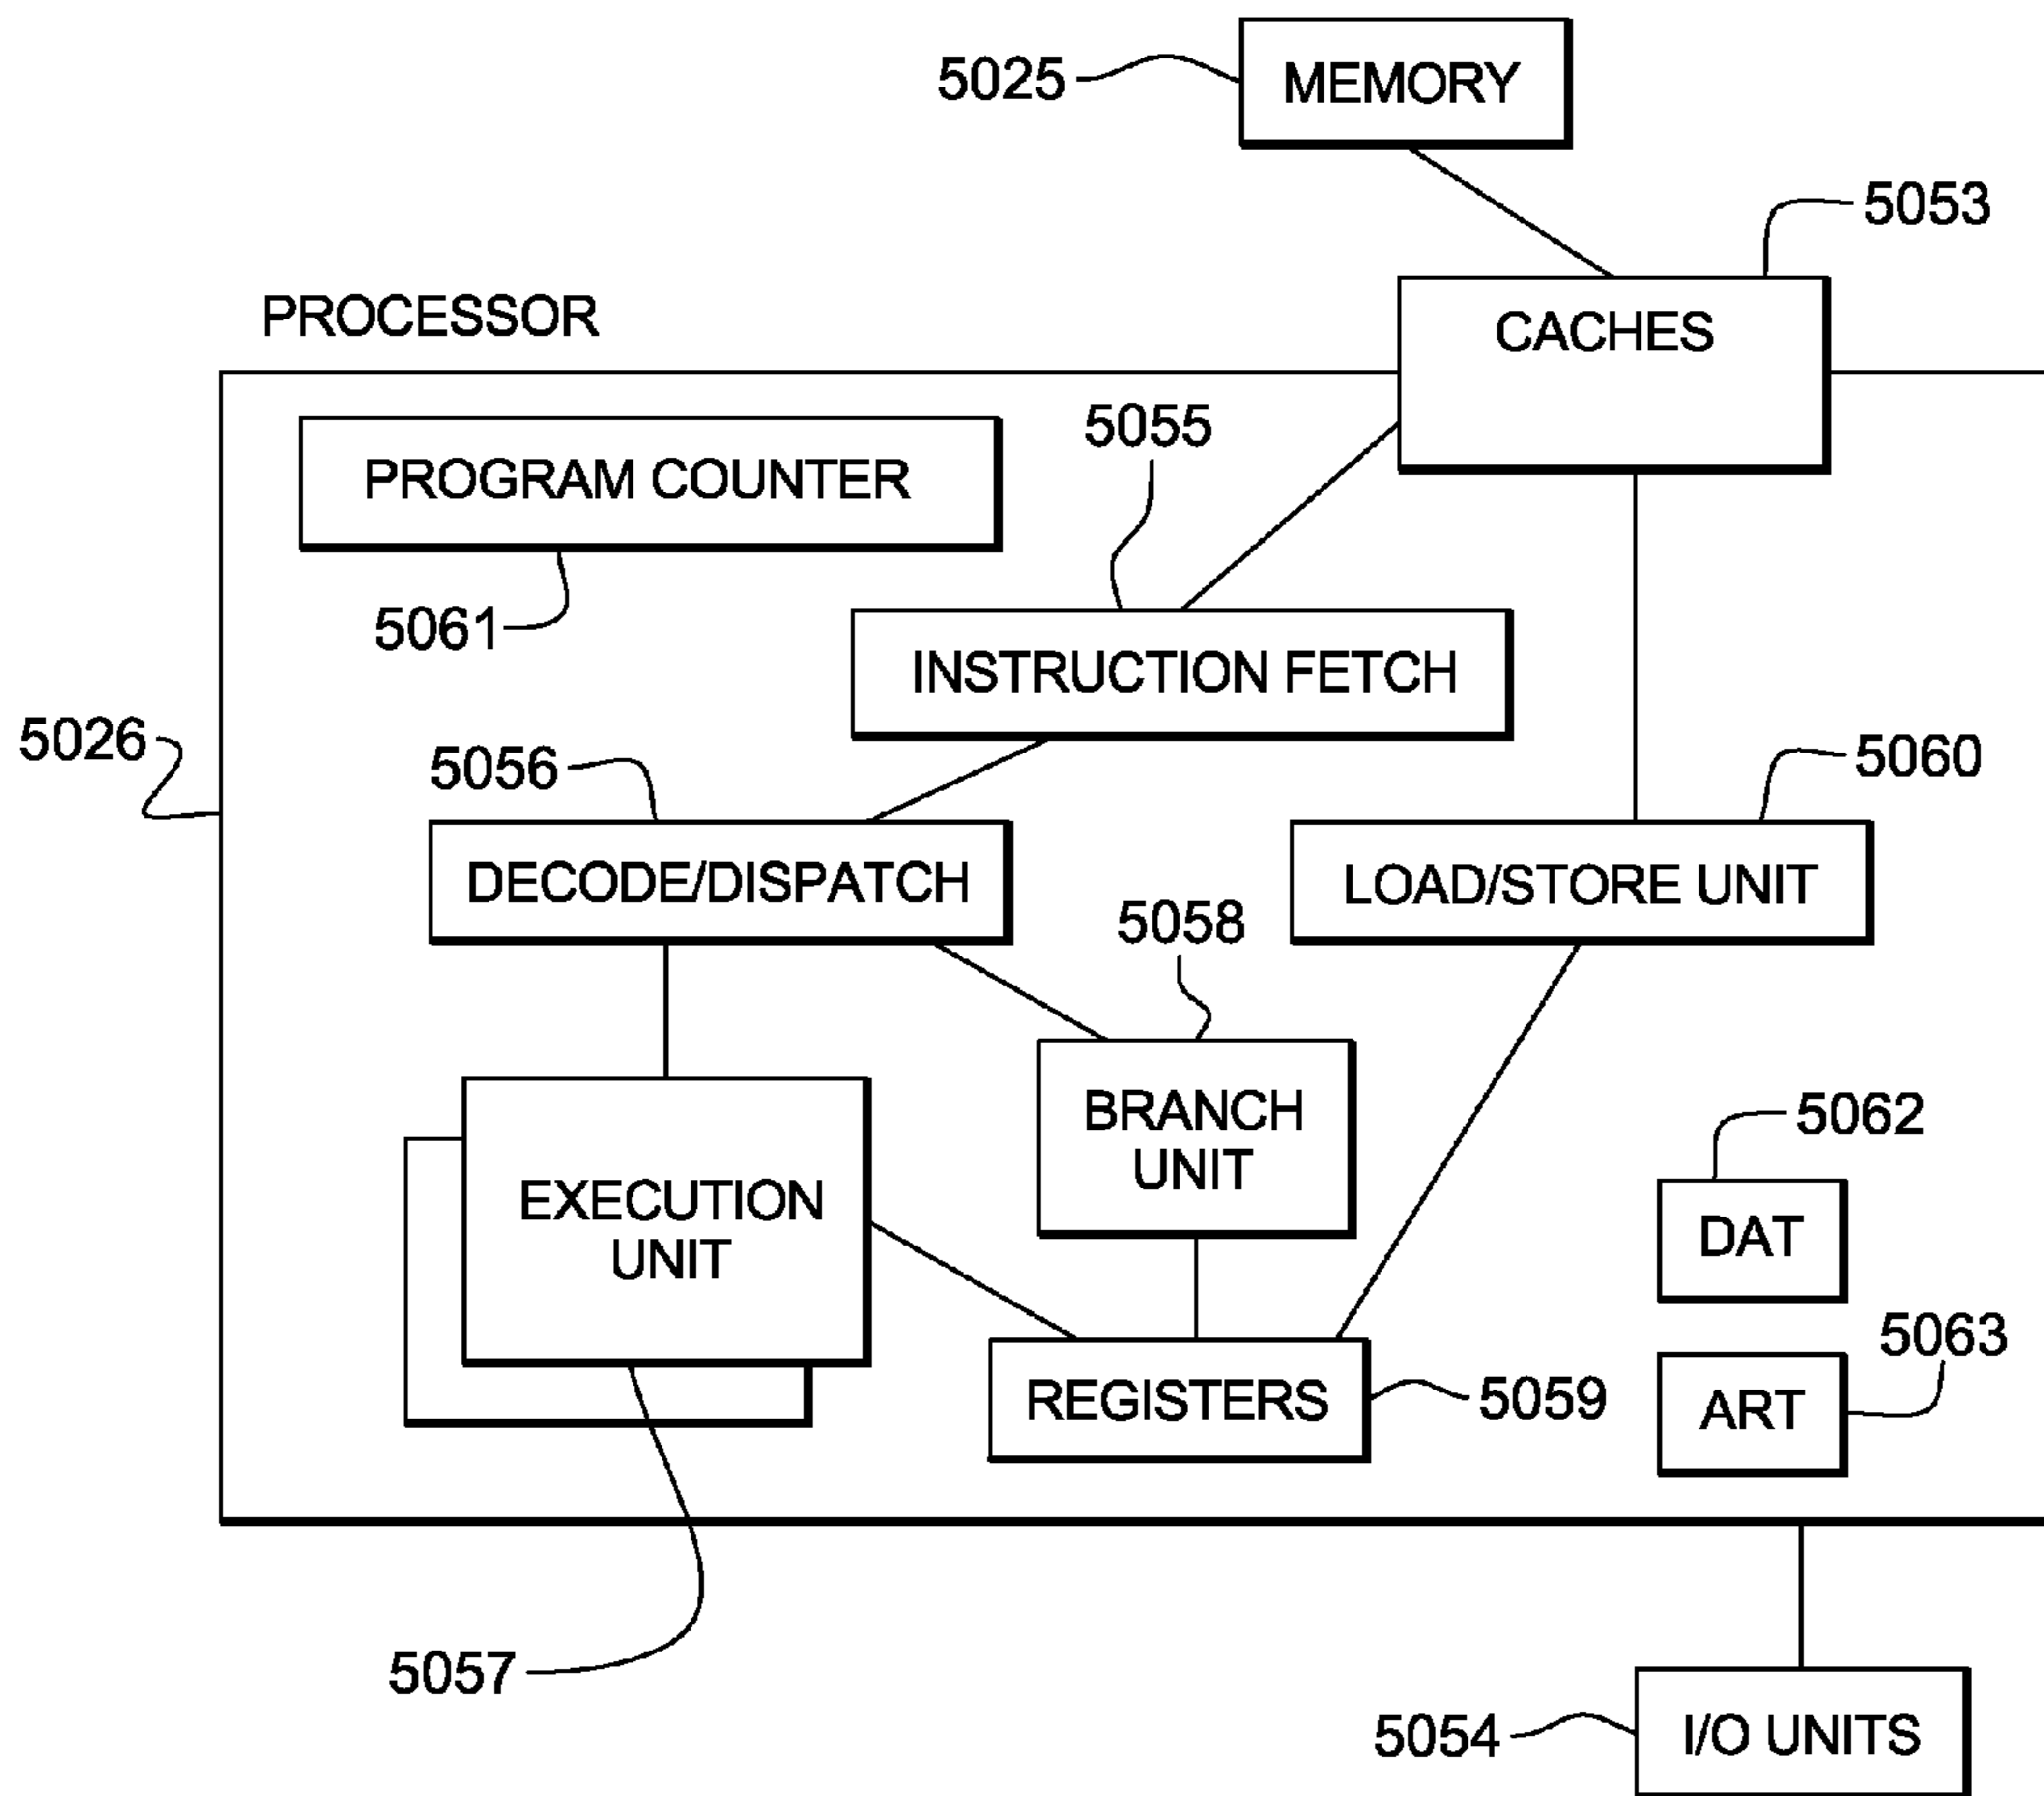 MEMORY
5025
5053
CACHES
PROCESSOR
5055
PROGRAM COUNTER
5061
INSTRUCTION FETCH
5026
5056
5060
DECODE/DISPATCH
LOAD/STORE UNIT
5058
BRANCH
UNIT
5062
EXECUTION
UNIT
DAT
5063
REGISTERS
5059
ART
5057
5054
I/O UNITS